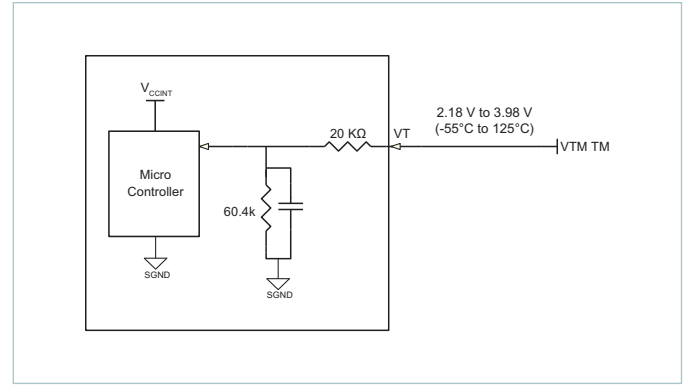 V CCINT
Micro
Controller
SGND
60.4k
SGND
20 KΩ
VT
2.18 V to 3.98 V
(-55°C to 125°C)
VTM TM